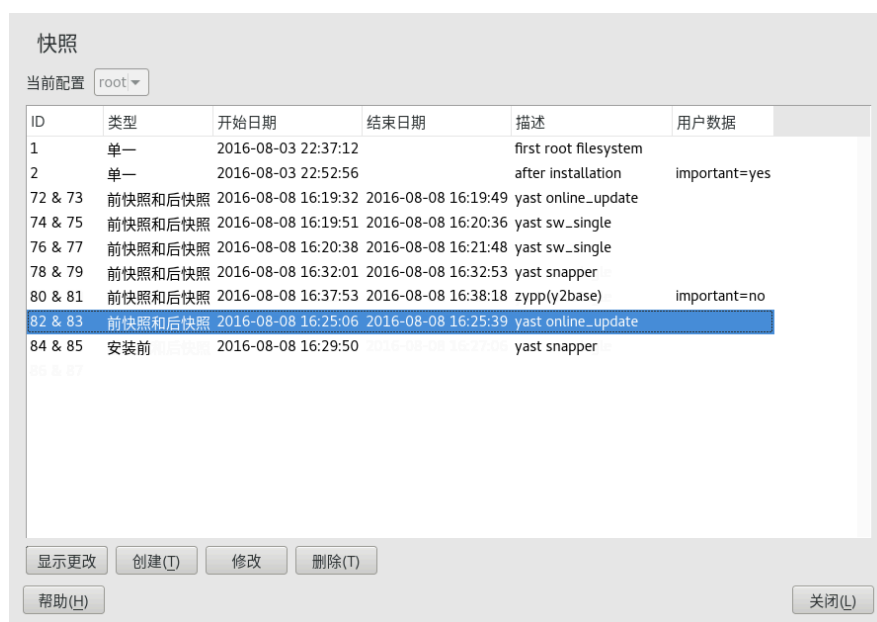 快照
当前配置 root
ID 类型 开始日期 结束日期 描述 用户数据
1 单一 2016-08-03 22:37:12 first root filesystem
2 单一 2016-08-03 22:52:56 after installation important=yes
72 & 73 前快照和后快照 2016-08-08 16:19:32 2016-08-08 16:19:49 yast online_update
74 & 75 前快照和后快照 2016-08-08 16:19:51 2016-08-08 16:20:36 yast sw_single
76 & 77 前快照和后快照 2016-08-08 16:20:38 2016-08-08 16:21:48 yast sw_single
78 & 79 前快照和后快照 2016-08-08 16:32:01 2016-08-08 16:32:53 yast snapper
80 & 81 前快照和后快照 2016-08-08 16:37:53 2016-08-08 16:38:18 zypp(y2base) important=no
82 & 83 前快照和后快照 2016-08-08 16:25:06 2016-08-08 16:25:39 yast online_update
84 & 85 安装前 2016-08-08 16:29:50 yast snapper
显示更改 创建(T) 修改 删除(T)
帮助(H) 关闭(L)